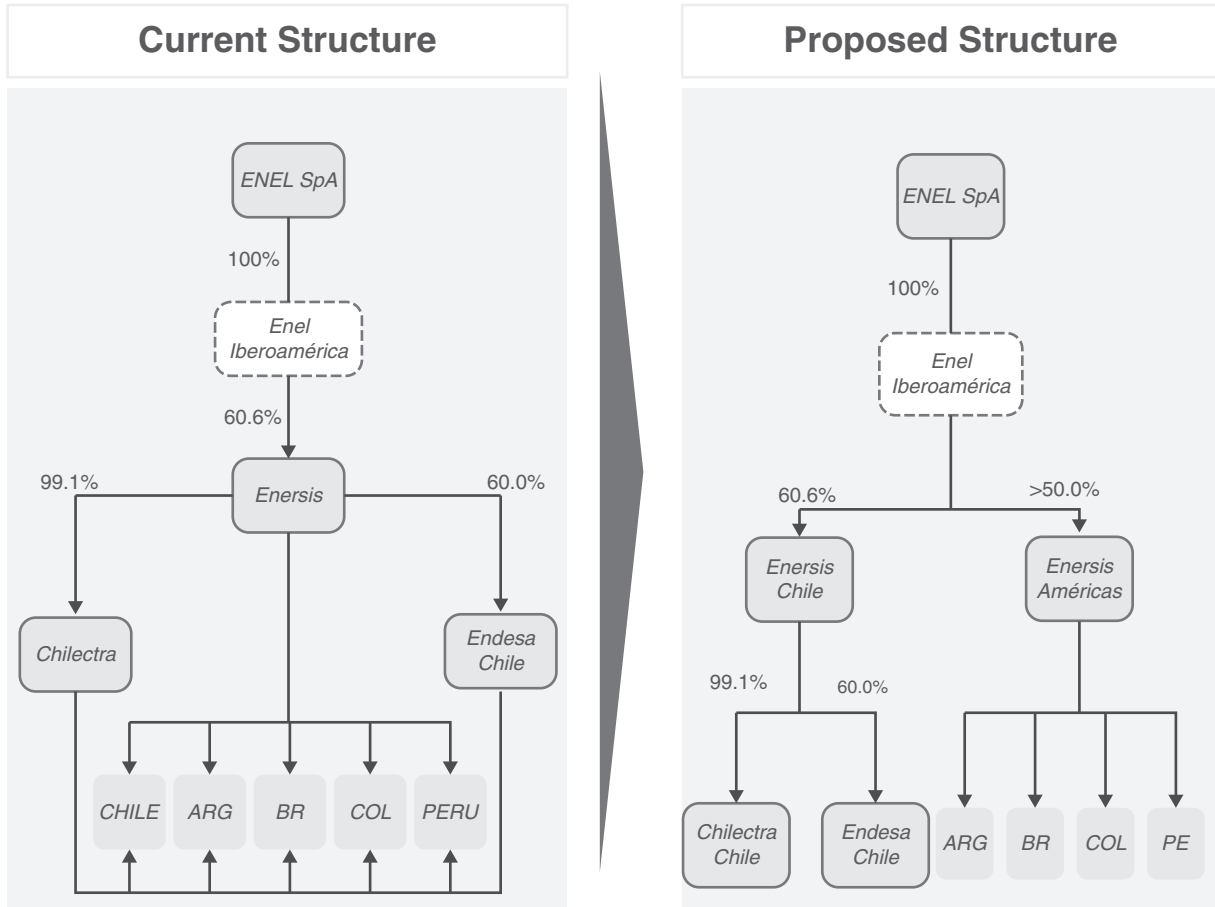 Current Structure
ENEL SpA
100%
Enel
Iberoamérica
60.6%
99.1%
60.0%
Enersis
Chilectra
Endesa
Chile
CHILE
ARG
BR
COL
PERU
Proposed Structure
ENEL SpA
100%
Enel
Iberoamérica
60.6%
>50.0%
Enersis
Chile
Enersis
Américas
99.1%
60.0%
Chilectra
Chile
Endesa
Chile
ARG
BR
COL
PE